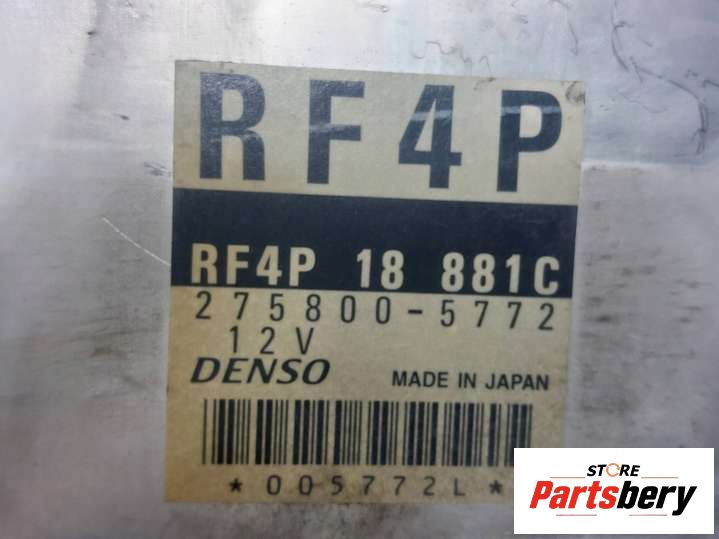 RF4P
RF4P 18 881C
275800-5772
12V
DENSO MADE IN JAPAN
*005772L*
STORE
Partsbery